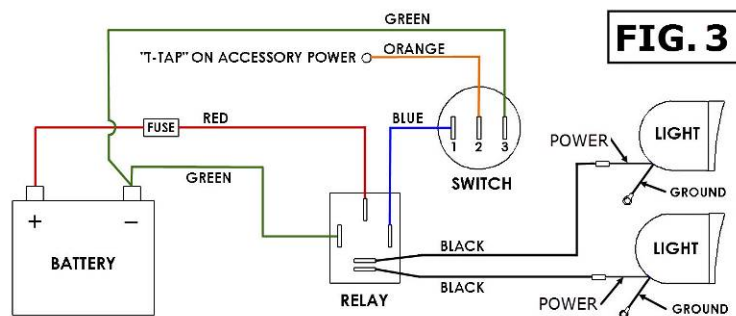 GREEN
FIG. 3
"T-TAP" ON ACCESSORY POWER
ORANGE
FUSE
RED
BLUE
1 2 3
SWITCH
POWER
LIGHT
GROUND
GREEN
+ −
BATTERY
RELAY
BLACK
BLACK
LIGHT
POWER
GROUND